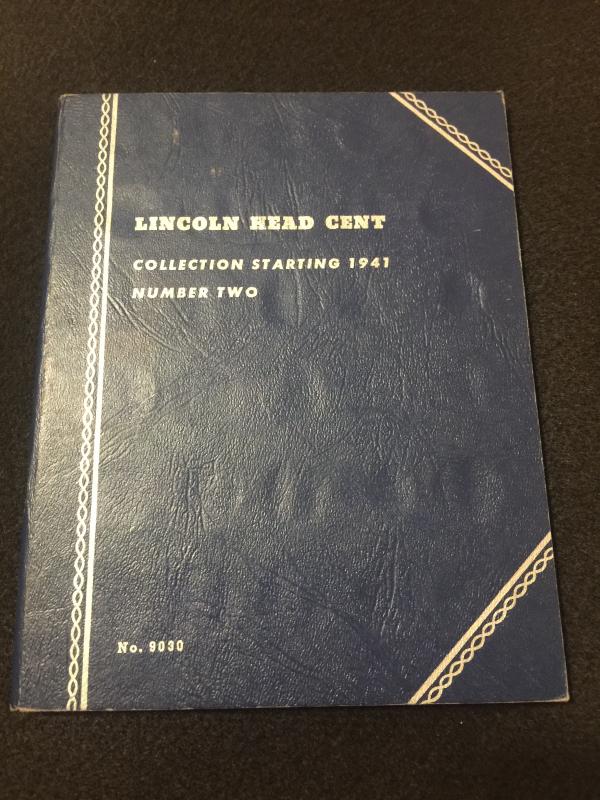 LINCOLN HEAD CENT
COLLECTION STARTING 1941
NUMBER TWO
No. 9030